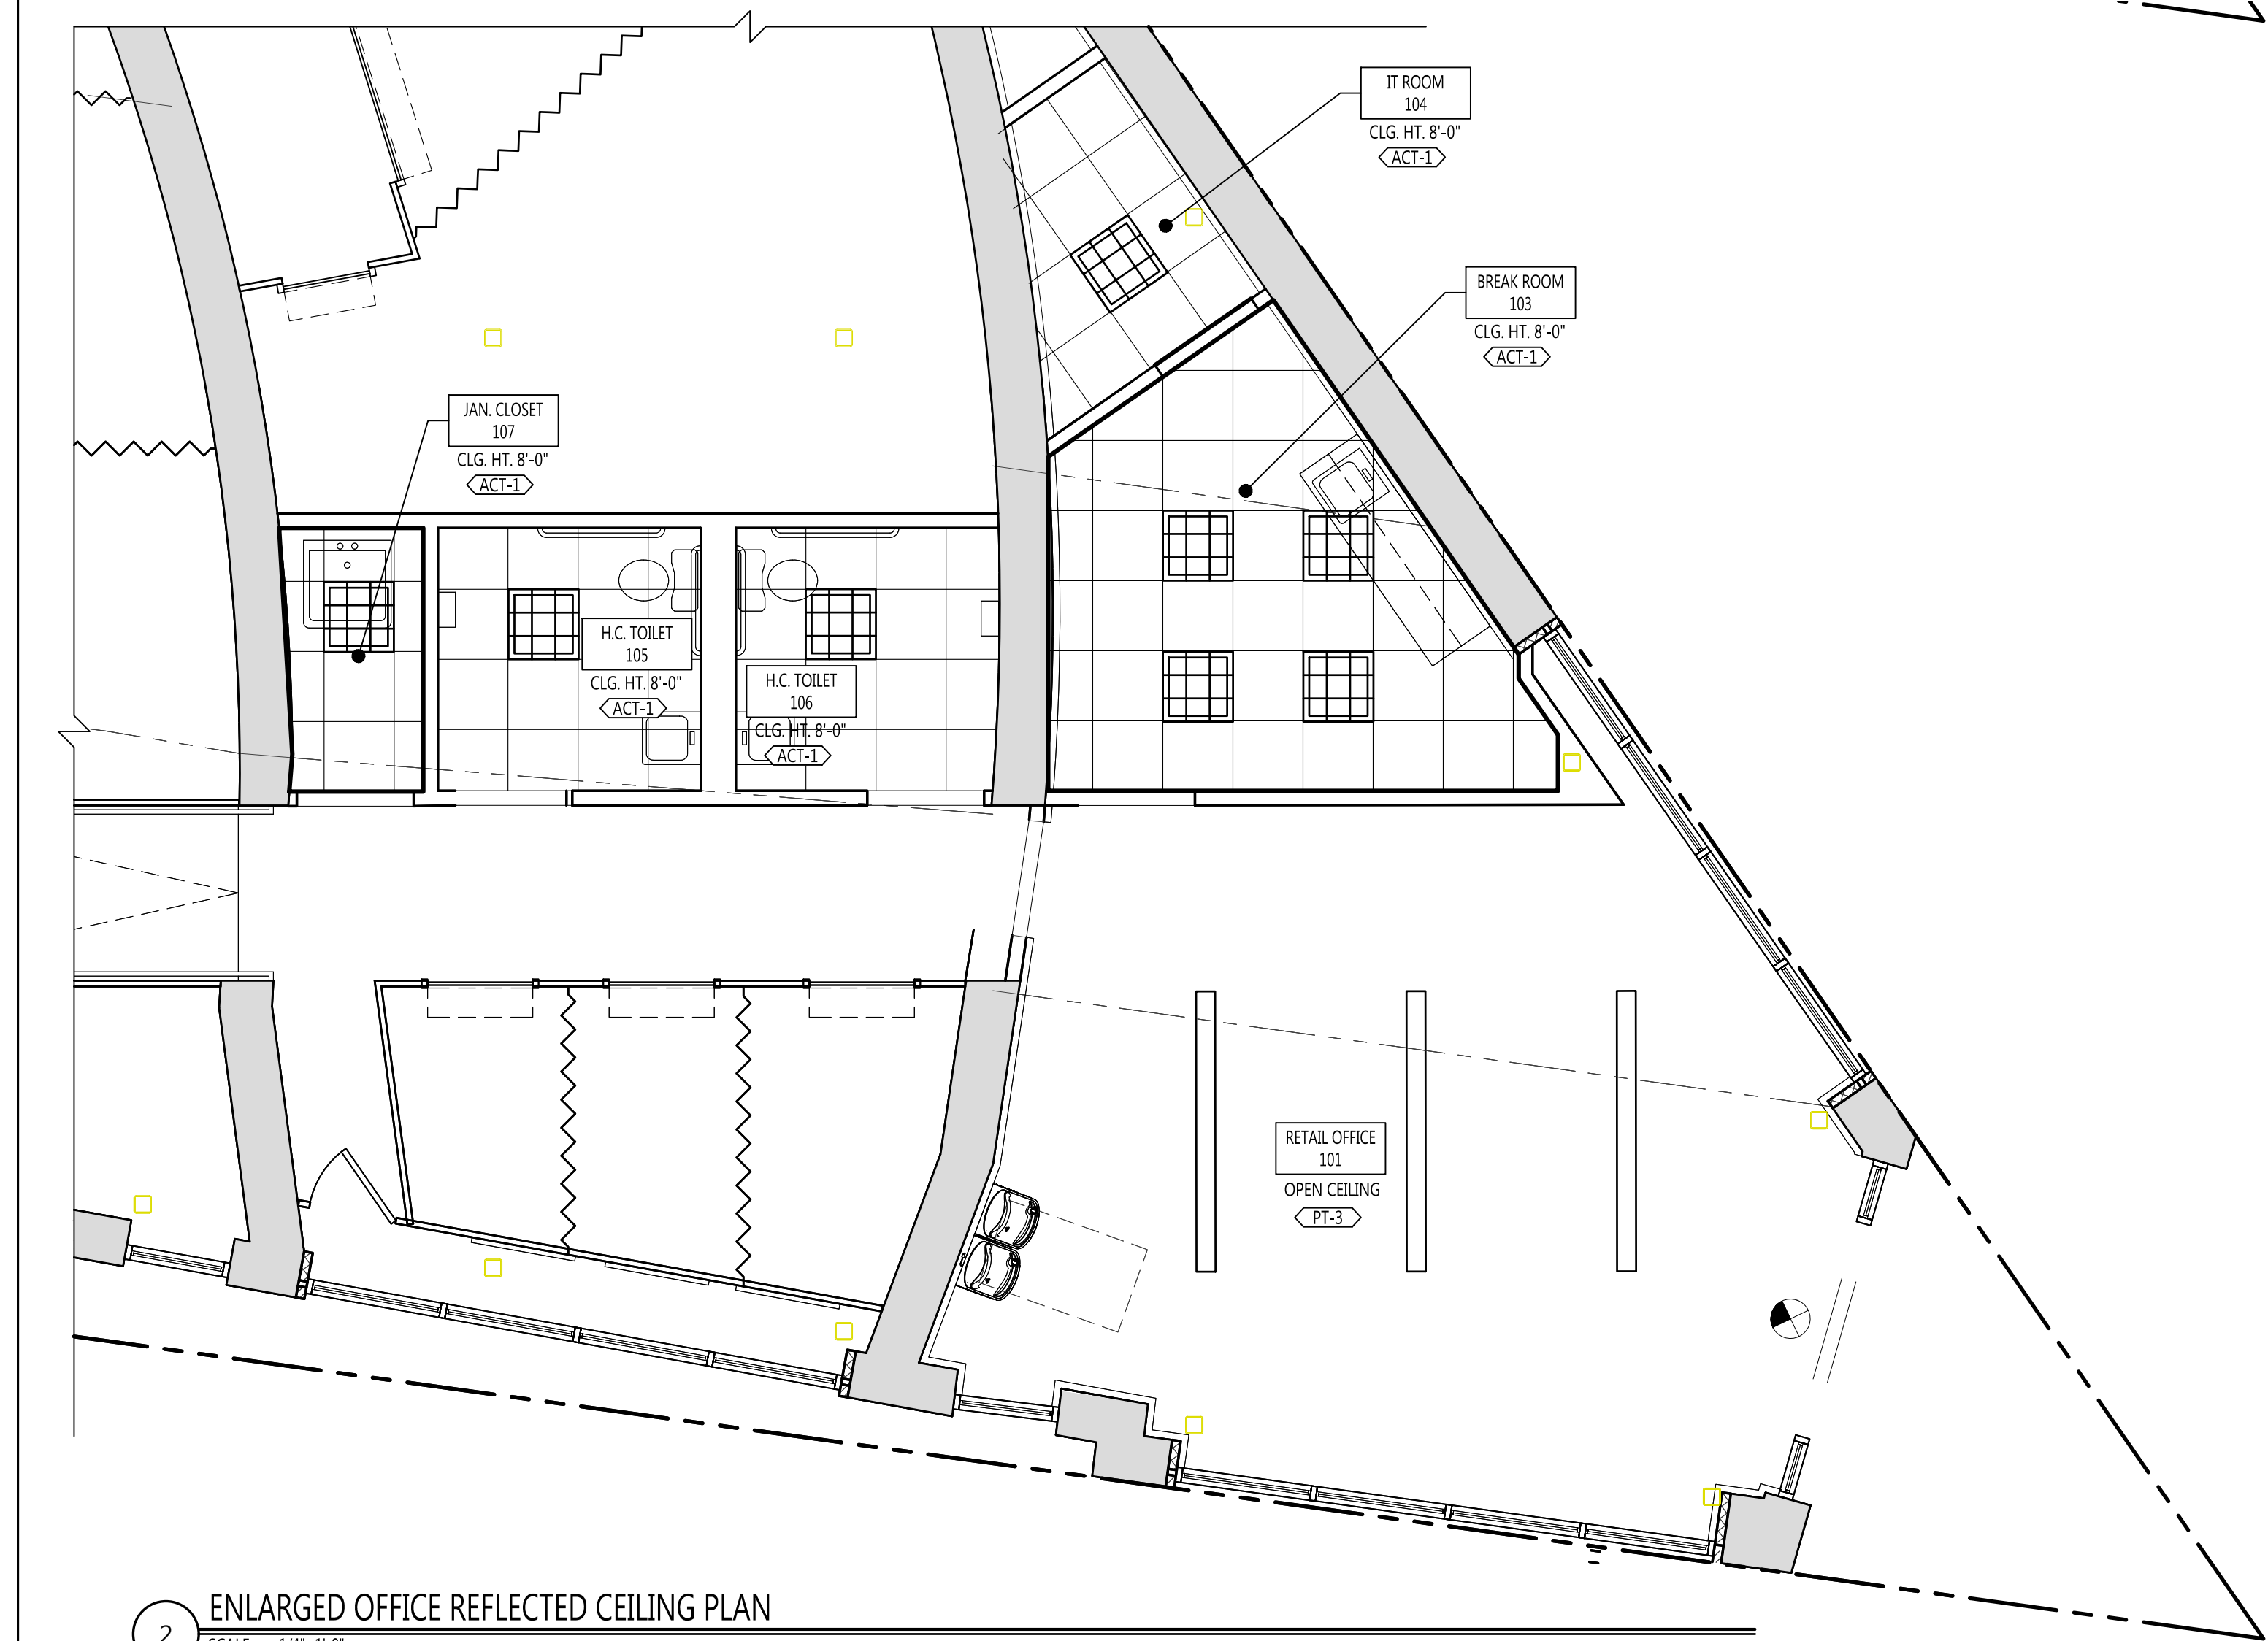 IT ROOM
104
CLG. HT. 8'-0"
ACT-1
BREAK ROOM
103
CLG. HT. 8'-0"
ACT-1
JAN. CLOSET
107
CLG. HT. 8'-0"
ACT-1
H.C. TOILET
105
CLG. HT. 8'-0"
ACT-1
H.C. TOILET
106
CLG. HT. 8'-0"
ACT-1
RETAIL OFFICE
101
OPEN CEILING
PT-3
2
ENLARGED OFFICE REFLECTED CEILING PLAN